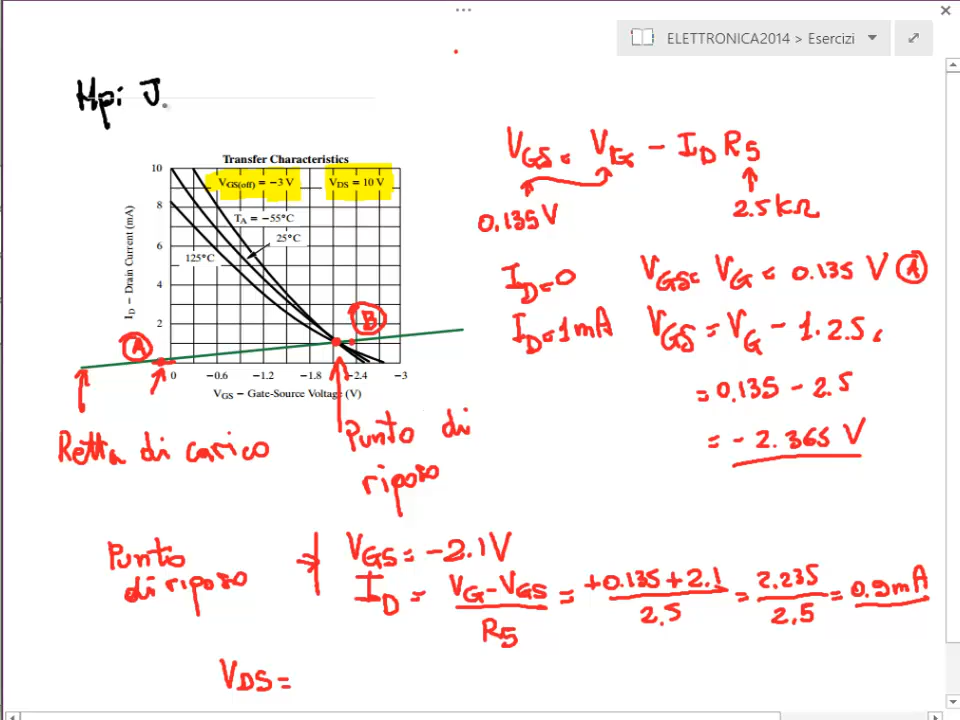 ELETTRONICA2014 > Esercizi
Mpi J.
Transfer Characteristics
VGS(off) = −3 V
VDS = 10 V
TA = −55°C
25°C
125°C
10
8
6
4
2
0 −0.6 −1.2 −1.8 −2.4 −3
ID − Drain Current (mA)
VGS − Gate-Source Voltage (V)
A
B
Retta di carico
Punto di
riposo
VGS = VG − ID R5
0.135 V
2.5 kΩ
ID = 0 VGS = VG = 0.135 V A
ID = 1 mA VGS = VG − 1 . 2.5 =
= 0.135 − 2.5
= − 2.365 V
Punto
di riposo
⇒ VGS = −2.1 V
ID = VG − VGS / R5 = +0.135 + 2.1 / 2.5 = 2.235 / 2.5 = 0.9 mA
VDS =